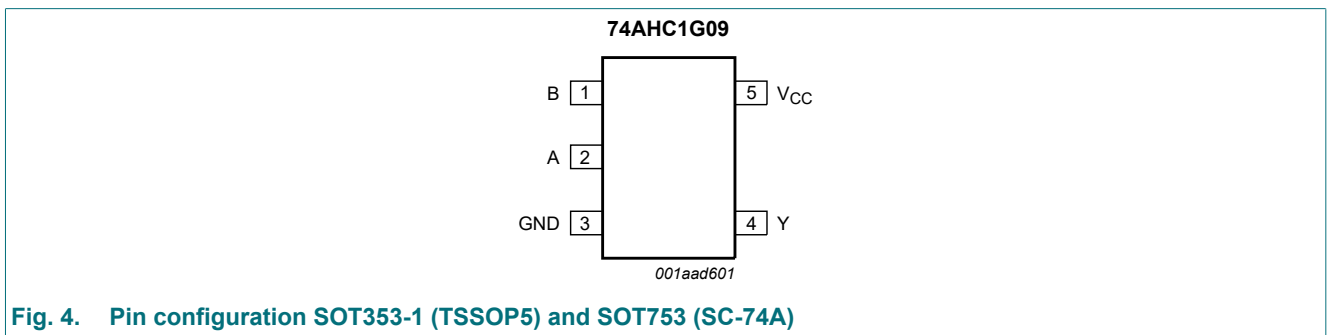 74AHC1G09
B 1 5 VCC
A 2
GND 3 4 Y
001aad601
Fig. 4. Pin configuration SOT353-1 (TSSOP5) and SOT753 (SC-74A)